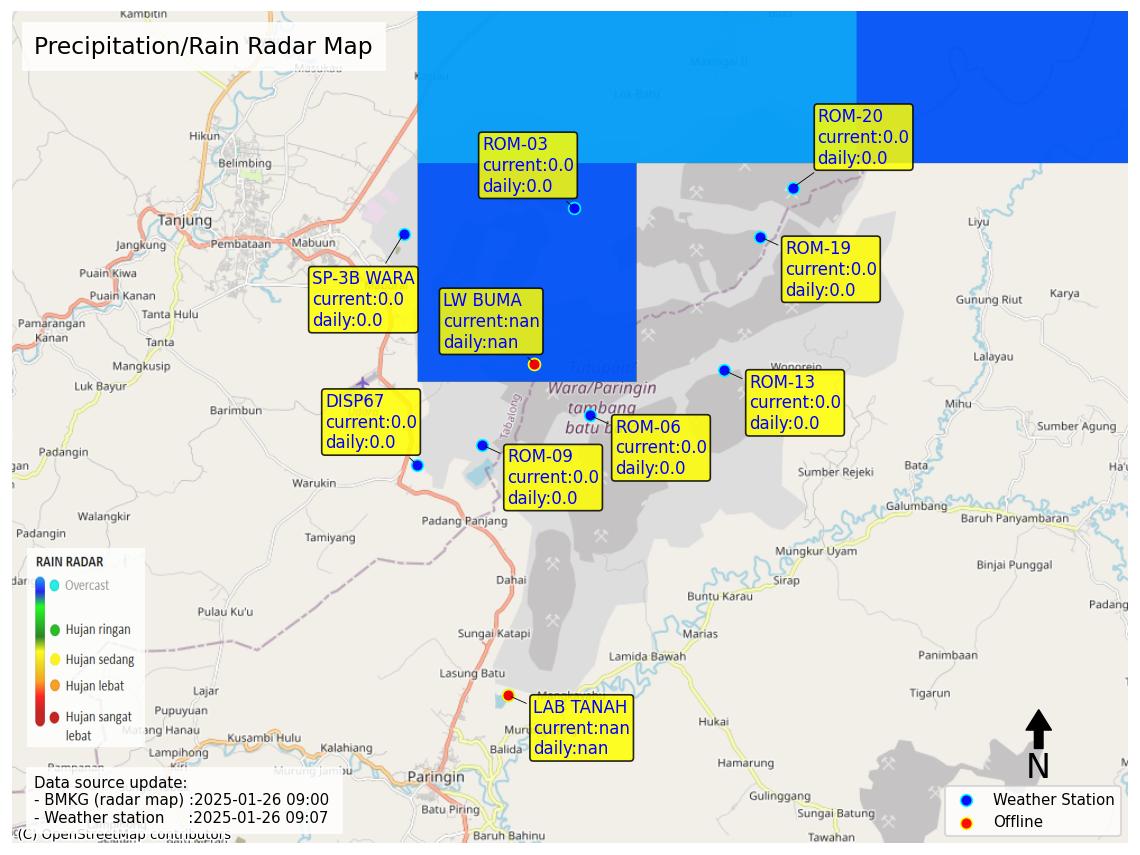 Kambitin
Precipitation/Rain Radar Map
Masukau
Kapuau
Maangai II
Lok-Batu
Hikun
Belimbing
Tanjung
Jangkung
Pembataan
Mabuun
Puain Kiwa
Puain Kanan
Tanta Hulu
Pamarangan
Kanan
Tanta
Mangkusip
Luk Bayur
Barimbun
ROM-03
current:0.0
daily:0.0
ROM-20
current:0.0
daily:0.0
SP-3B WARA
current:0.0
daily:0.0
ROM-19
current:0.0
daily:0.0
LW BUMA
current:nan
daily:nan
Liyu
Gunung Riut
Karya
Lalayau
Mihu
Wonorejo
Tutupan/
Wara/Paringin
tambang
Tabalong
DISP67
current:0.0
daily:0.0
ROM-13
current:0.0
daily:0.0
ROM-06
current:0.0
daily:0.0
ROM-09
current:0.0
daily:0.0
Sumber Agung
Padangin
Bata
Sumber Rejeki
Warukin
Galumbang
Baruh Panyambaran
Walangkir
Padangin
Padang Panjang
Tamiyang
Mungkur Uyam
Binjai Punggal
Dahai
Sirap
Buntu Karau
Pulau Ku'u
Sungai Katapi
Marias
Lamida Bawah
Panimbaan
Lasung Batu
Tigarun
Lajar
Pupuyuan
Matang Hanau
Kusambi Hulu
Kalahiang
Lampihong
Murung Jambu
Hukai
Balida
Hamarung
Paringin
Batu Piring
Gulinggang
Sungai Batung
Baruh Bahinu
Tawahan
LAB TANAH
current:nan
daily:nan
RAIN RADAR
Overcast
Hujan ringan
Hujan sedang
Hujan lebat
Hujan sangat
lebat
Data source update:
- BMKG (radar map) :2025-01-26 09:00
- Weather station :2025-01-26 09:07
(C) OpenStreetMap contributors
N
Weather Station
Offline